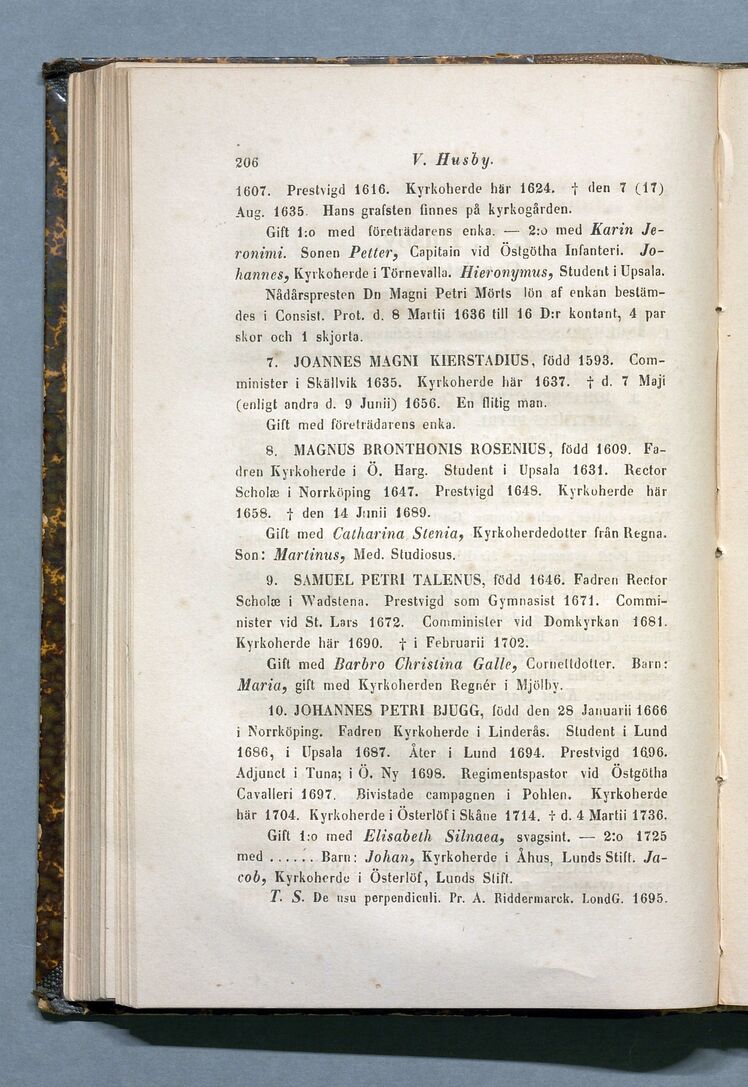 206 V. Husby.
1607. Prestvigd 1616. Kyrkoherde här 1624. † den 7 (17)
Aug. 1635. Hans grafsten finnes på kyrkogården.
Gift 1:o med företrädarens enka. — 2:o med Karin Je-
ronimi. Sonen Petter, Capitain vid Östgötha Infanteri. Jo-
hannes, Kyrkoherde i Törnevalla. Hieronymus, Student i Upsala.
Nådårspresten Dn Magni Petri Mörts lön af enkan bestäm-
des i Consist. Prot. d. 8 Martii 1636 till 16 D:r kontant, 4 par
skor och 1 skjorta.
7. JOANNES MAGNI KIERSTADIUS, född 1593. Com-
minister i Skällvik 1635. Kyrkoherde här 1637. † d. 7 Maji
(enligt andra d. 9 Junii) 1656. En flitig man.
Gift med företrädarens enka.
8. MAGNUS BRONTHONIS ROSENIUS, född 1609. Fa-
dren Kyrkoherde i Ö. Harg. Student i Upsala 1631. Rector
Scholæ i Norrköping 1647. Prestvigd 1648. Kyrkoherde här
1658. † den 14 Junii 1689.
Gift med Catharina Stenia, Kyrkoherdedotter från Regna.
Son: Martinus, Med. Studiosus.
9. SAMUEL PETRI TALENUS, född 1646. Fadren Rector
Scholæ i Wadstena. Prestvigd som Gymnasist 1671. Commi-
nister vid St. Lars 1672. Comminister vid Domkyrkan 1681.
Kyrkoherde här 1690. † i Februarii 1702.
Gift med Barbro Christina Galle, Cornettdotter. Barn:
Maria, gift med Kyrkoherden Regnér i Mjölby.
10. JOHANNES PETRI BJUGG, född den 28 Januarii 1666
i Norrköping. Fadren Kyrkoherde i Linderås. Student i Lund
1686, i Upsala 1687. Åter i Lund 1694. Prestvigd 1696.
Adjunct i Tuna; i Ö. Ny 1698. Regimentspastor vid Östgötha
Cavalleri 1697. Bivistade campagnen i Pohlen. Kyrkoherde
här 1704. Kyrkoherde i Österlöf i Skåne 1714. † d. 4 Martii 1736.
Gift 1:o med Elisabeth Silnaea, svagsint. — 2:o 1725
med ...... Barn: Johan, Kyrkoherde i Åhus, Lunds Stift. Ja-
cob, Kyrkoherde i Österlöf, Lunds Stift.
T. S. De usu perpendiculi. Pr. A. Riddermarck. LondG. 1695.